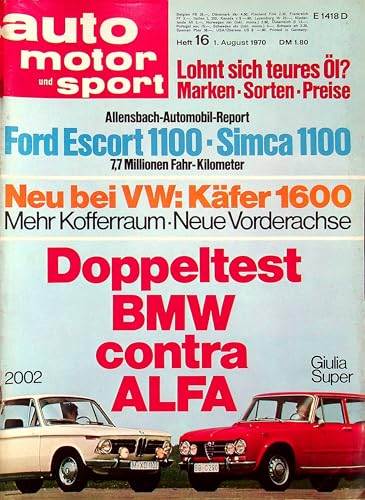 auto
motor
und sport
E 1418 D
Heft 16 1. August 1970 DM 1.80
Lohnt sich teures Öl?
Marken · Sorten · Preise
Allensbach-Automobil-Report
Ford Escort 1100 · Simca 1100
7,7 Millionen Fahr-Kilometer
Neu bei VW: Käfer 1600
Mehr Kofferraum · Neue Vorderachse
Doppeltest
BMW
contra
ALFA
2002
Giulia
Super